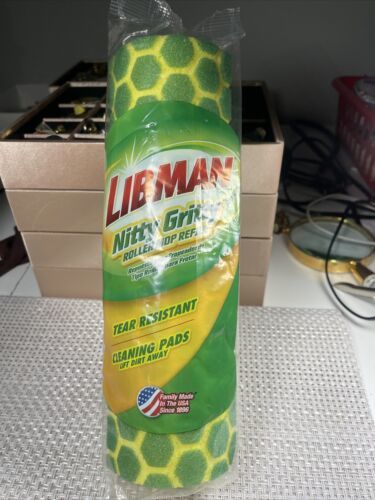 LIBMAN
Nitty Gritty
ROLLER MOP REFILL
TEAR RESISTANT
CLEANING PADS
LIFT DIRT AWAY
Family Made
In The USA
Since 1896